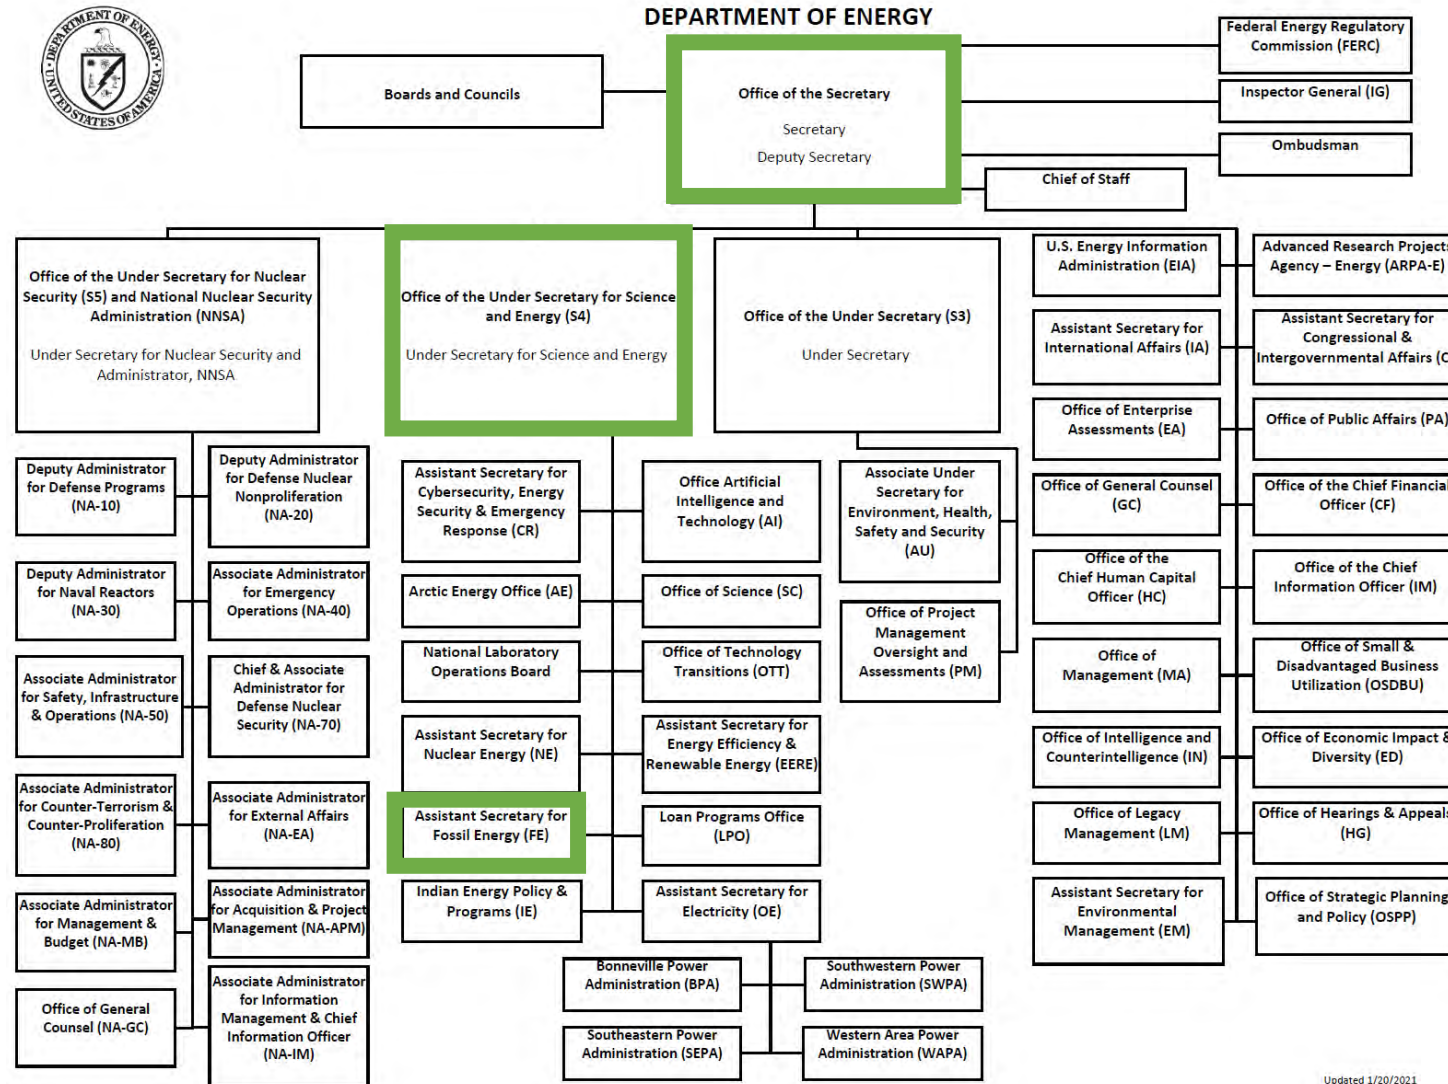 DEPARTMENT OF ENERGY
DEPARTMENT OF ENERGY
UNITED STATES OF AMERICA
Boards and Councils
Office of the Secretary
Secretary
Deputy Secretary
Federal Energy Regulatory
Commission (FERC)
Inspector General (IG)
Ombudsman
Chief of Staff
Office of the Under Secretary for Nuclear
Security (S5) and National Nuclear Security
Administration (NNSA)
Under Secretary for Nuclear Security and
Administrator, NNSA
Office of the Under Secretary for Science
and Energy (S4)
Under Secretary for Science and Energy
Office of the Under Secretary (S3)
Under Secretary
Deputy Administrator
for Defense Programs
(NA-10)
Deputy Administrator
for Defense Nuclear
Nonproliferation
(NA-20)
Deputy Administrator
for Naval Reactors
(NA-30)
Associate Administrator
for Emergency
Operations (NA-40)
Associate Administrator
for Safety, Infrastructure
& Operations (NA-50)
Chief & Associate
Administrator for
Defense Nuclear
Security (NA-70)
Associate Administrator
for Counter-Terrorism &
Counter-Proliferation
(NA-80)
Associate Administrator
for External Affairs
(NA-EA)
Associate Administrator
for Management &
Budget (NA-MB)
Associate Administrator
for Acquisition & Project
Management (NA-APM)
Office of General
Counsel (NA-GC)
Associate Administrator
for Information
Management & Chief
Information Officer
(NA-IM)
Assistant Secretary for
Cybersecurity, Energy
Security & Emergency
Response (CR)
Office Artificial
Intelligence and
Technology (AI)
Arctic Energy Office (AE)
Office of Science (SC)
National Laboratory
Operations Board
Office of Technology
Transitions (OTT)
Assistant Secretary for
Nuclear Energy (NE)
Assistant Secretary for
Energy Efficiency &
Renewable Energy (EERE)
Assistant Secretary for
Fossil Energy (FE)
Loan Programs Office
(LPO)
Indian Energy Policy &
Programs (IE)
Assistant Secretary for
Electricity (OE)
Bonneville Power
Administration (BPA)
Southwestern Power
Administration (SWPA)
Southeastern Power
Administration (SEPA)
Western Area Power
Administration (WAPA)
Associate Under
Secretary for
Environment, Health,
Safety and Security
(AU)
Office of Project
Management
Oversight and
Assessments (PM)
U.S. Energy Information
Administration (EIA)
Advanced Research Projects
Agency – Energy (ARPA-E)
Assistant Secretary for
International Affairs (IA)
Assistant Secretary for
Congressional &
Intergovernmental Affairs (C
Office of Enterprise
Assessments (EA)
Office of Public Affairs (PA)
Office of General Counsel
(GC)
Office of the Chief Financial
Officer (CF)
Office of the
Chief Human Capital
Officer (HC)
Office of the Chief
Information Officer (IM)
Office of
Management (MA)
Office of Small &
Disadvantaged Business
Utilization (OSDBU)
Office of Intelligence and
Counterintelligence (IN)
Office of Economic Impact &
Diversity (ED)
Office of Legacy
Management (LM)
Office of Hearings & Appeals
(HG)
Assistant Secretary for
Environmental
Management (EM)
Office of Strategic Planning
and Policy (OSPP)
Updated 1/20/2021